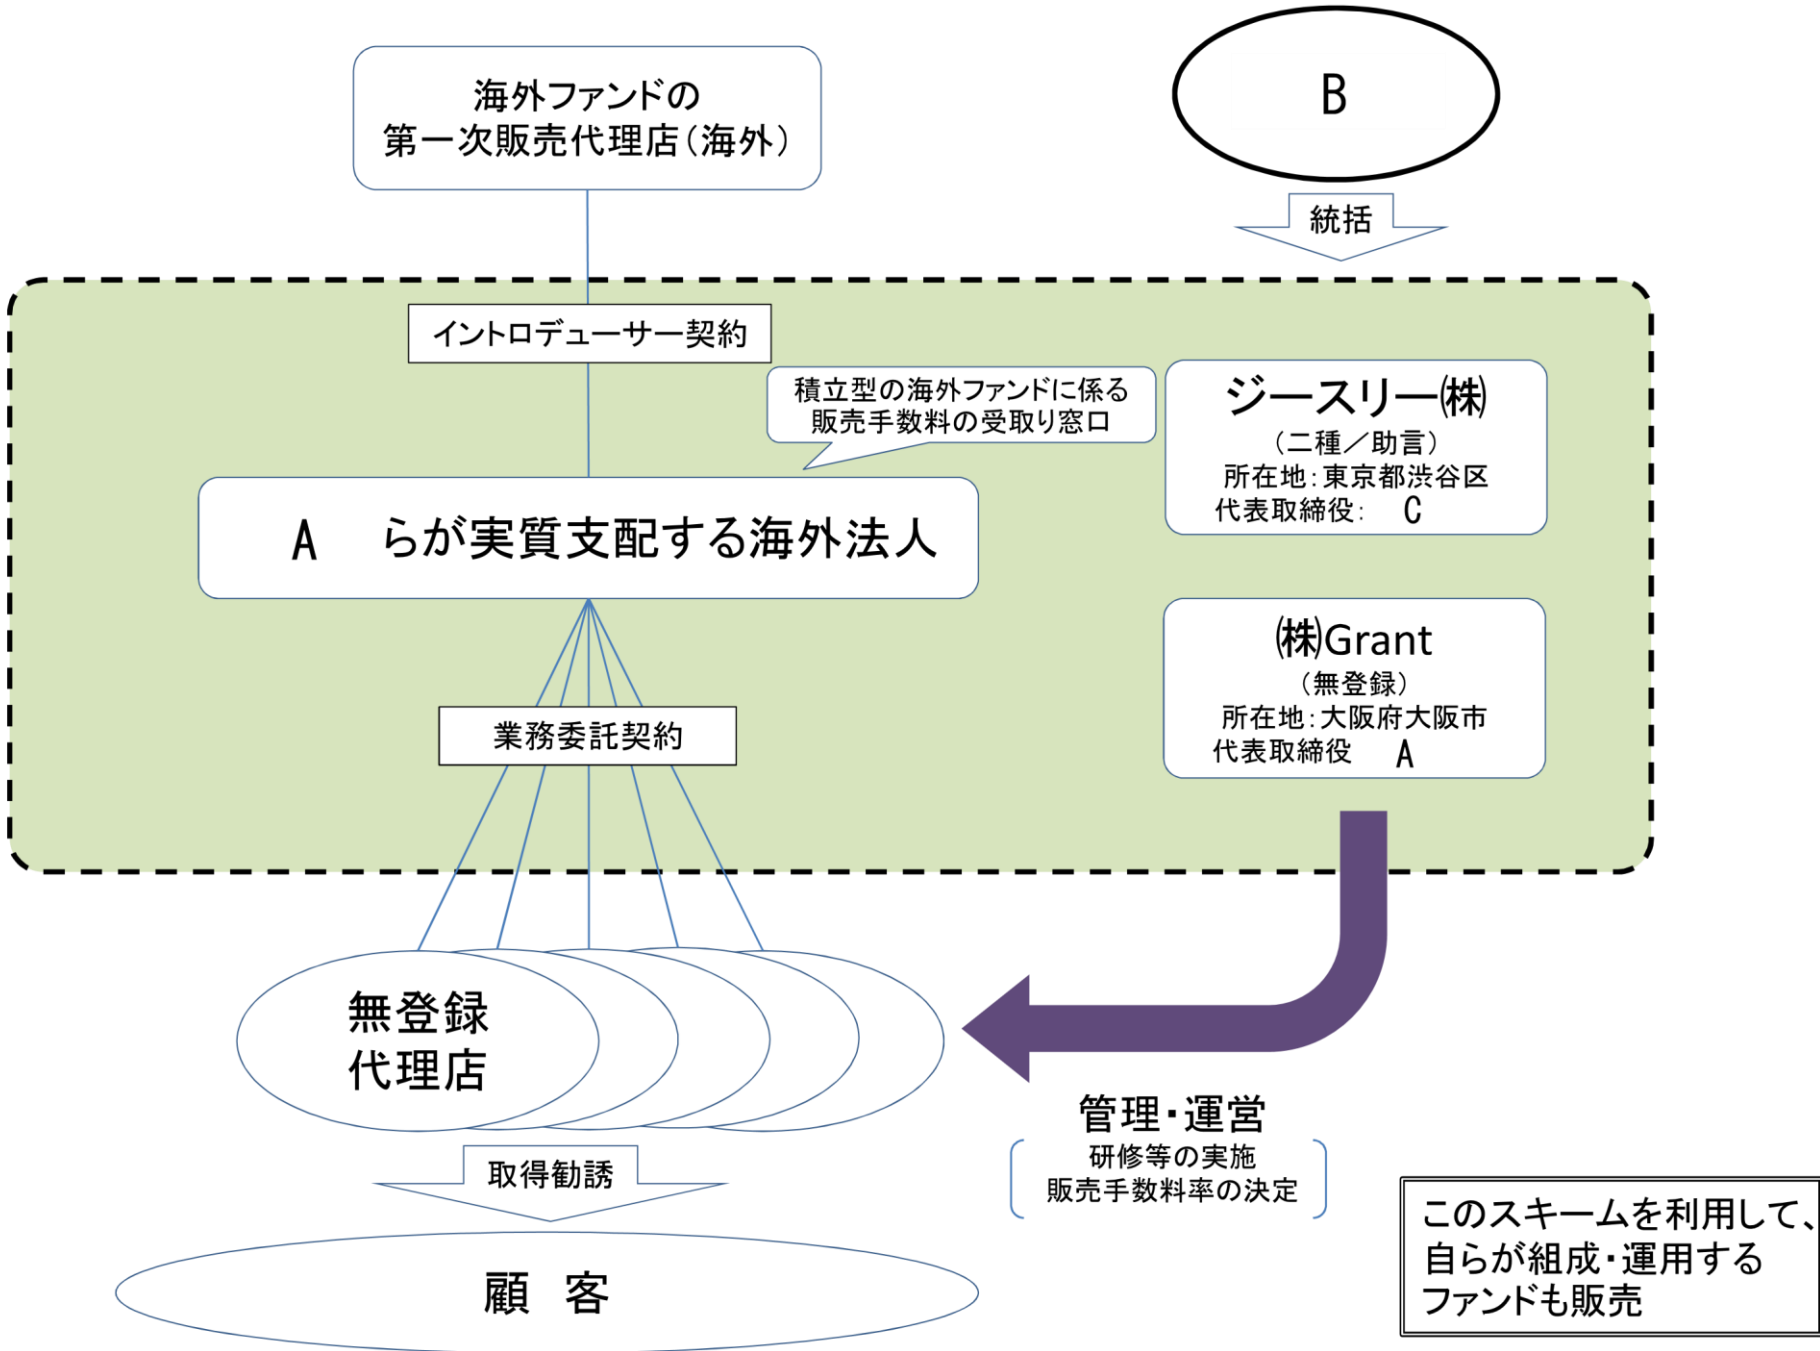 海外ファンドの
第一次販売代理店(海外)
B
統括
イントロデューサー契約
積立型の海外ファンドに係る
販売手数料の受取り窓口
ジースリー㈱
(二種/助言)
所在地:東京都渋谷区
代表取締役: C
A らが実質支配する海外法人
㈱Grant
(無登録)
所在地:大阪府大阪市
代表取締役 A
業務委託契約
無登録
代理店
管理・運営
研修等の実施
販売手数料率の決定
取得勧誘
顧 客
このスキームを利用して、
自らが組成・運用する
ファンドも販売